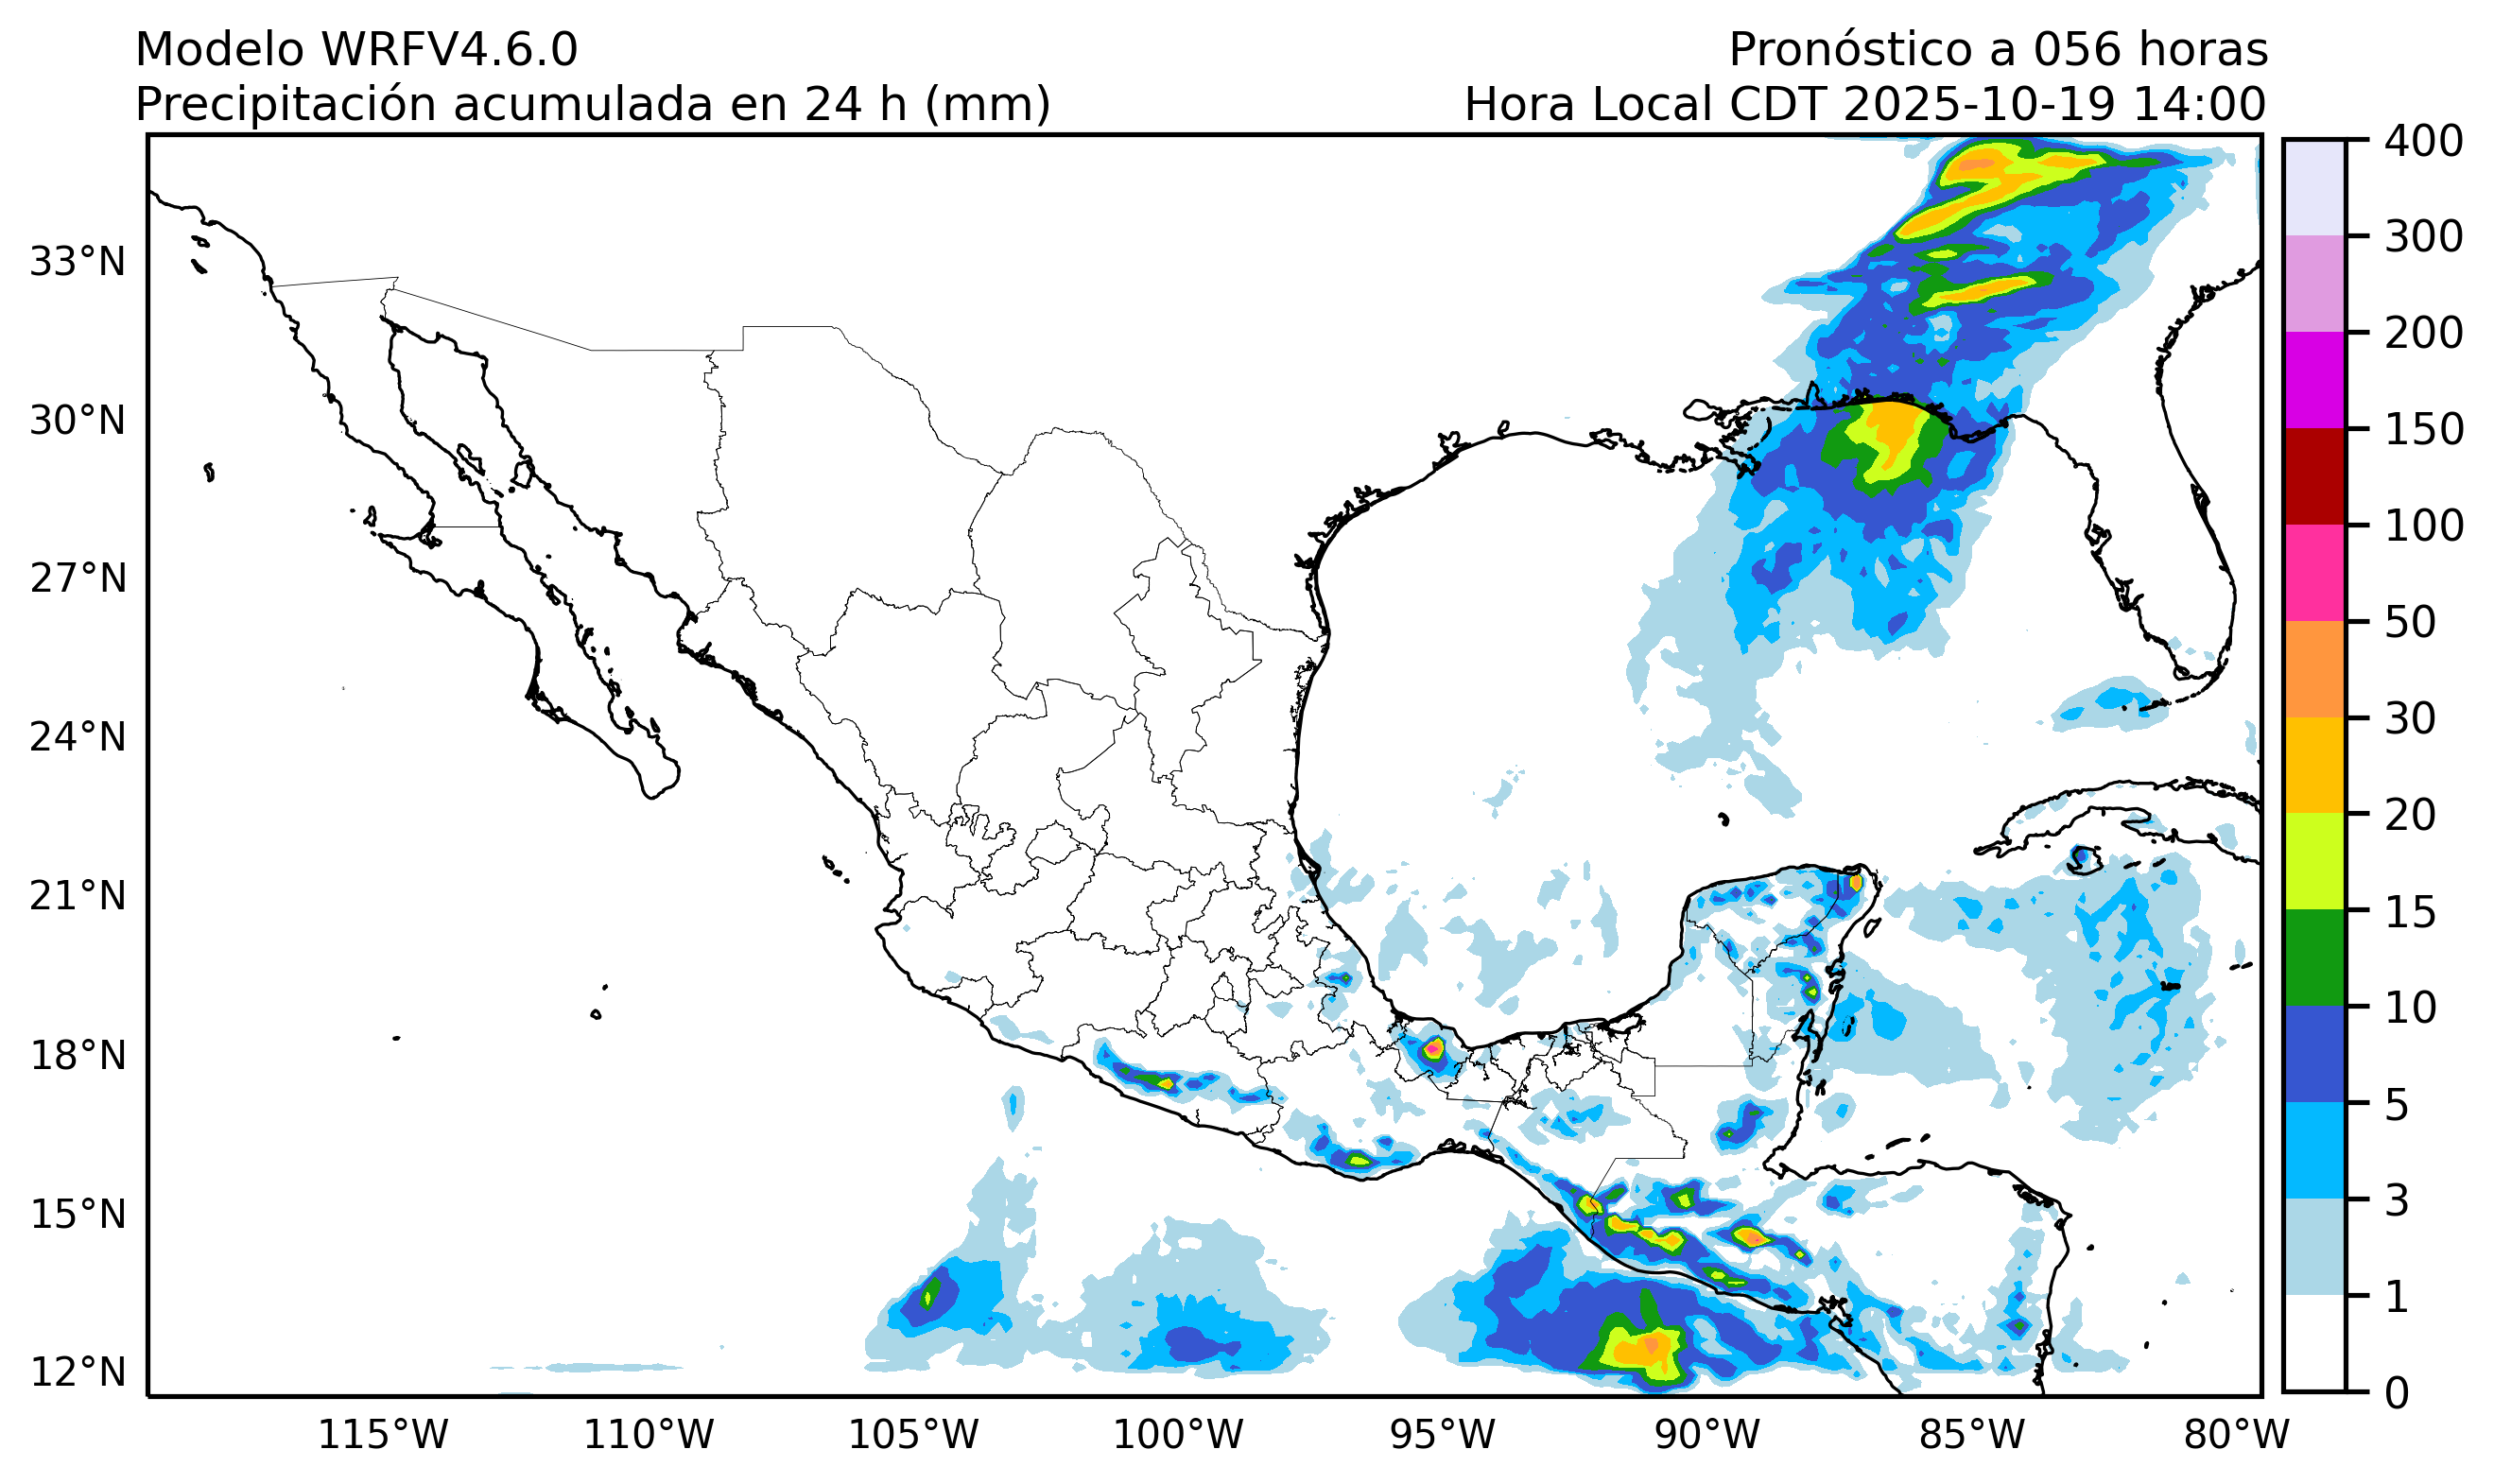 Modelo WRFV4.6.0
Pronóstico a 056 horas
Precipitación acumulada en 24 h (mm)
Hora Local CDT 2025-10-19 14:00
33°N
30°N
27°N
24°N
21°N
18°N
15°N
12°N
115°W
110°W
105°W
100°W
95°W
90°W
85°W
80°W
400
300
200
150
100
50
30
20
15
10
5
3
1
0